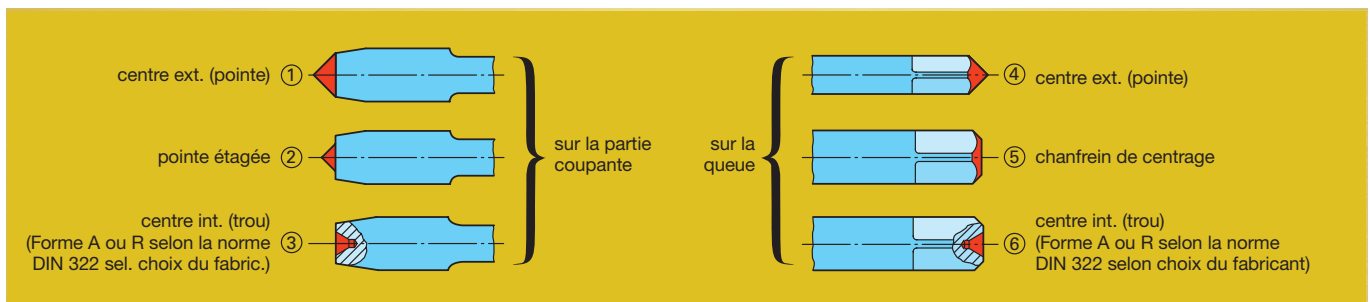 centre ext. (pointe) ①
pointe étagée ②
centre int. (trou)
(Forme A ou R selon la norme ③
DIN 322 sel. choix du fabric.)
sur la partie
coupante
sur la
queue
④ centre ext. (pointe)
⑤ chanfrein de centrage
centre int. (trou)
⑥ (Forme A ou R selon la norme
DIN 322 selon choix du fabricant)